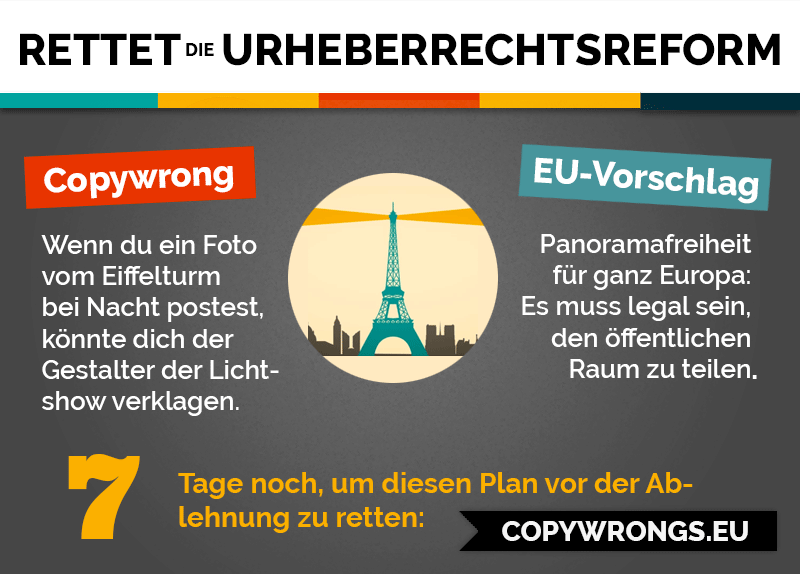 RETTET DIE URHEBERRECHTSREFORM
Copywrong
Wenn du ein Foto
vom Eiffelturm
bei Nacht postest,
könnte dich der
Gestalter der Licht-
show verklagen.
EU-Vorschlag
Panoramafreiheit
für ganz Europa:
Es muss legal sein,
den öffentlichen
Raum zu teilen.
7
Tage noch, um diesen Plan vor der Ab-
lehnung zu retten:
COPYWRONGS.EU